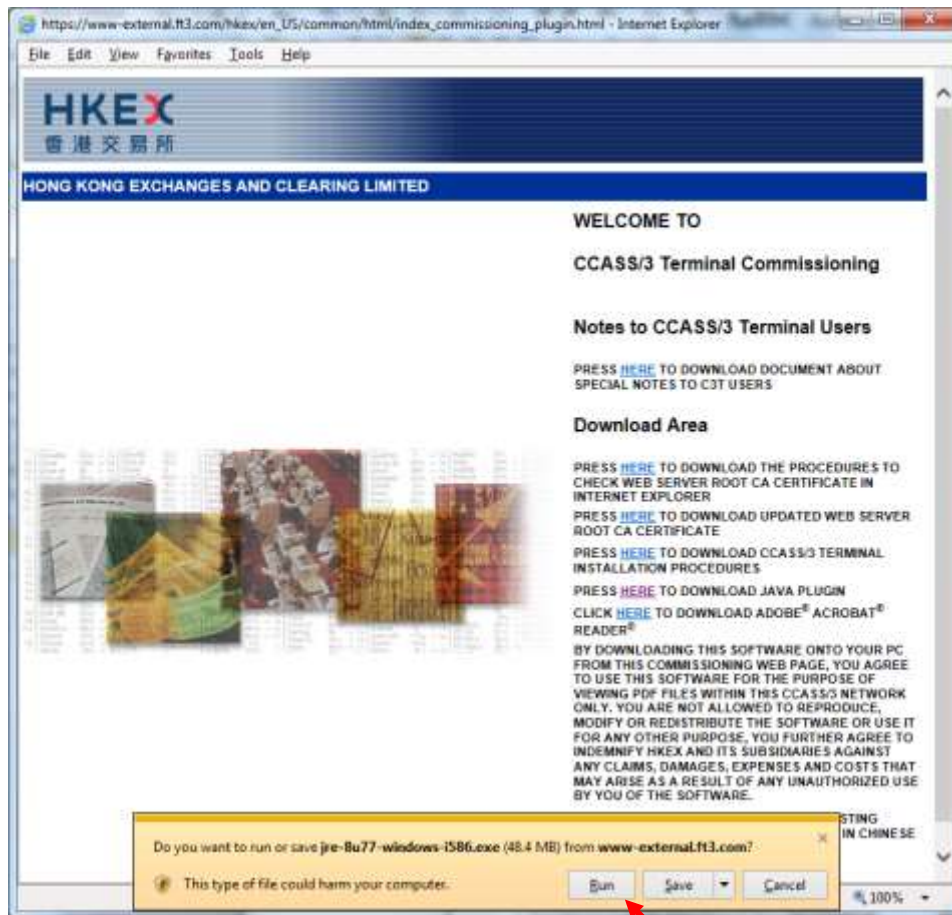 https://www-external.ft3.com/hkex/en_US/common/html/index_commissioning_plugin.html - Internet Explorer
File Edit View Favorites Tools Help
HKEX
香港交易所
HONG KONG EXCHANGES AND CLEARING LIMITED
WELCOME TO
CCASS/3 Terminal Commissioning
Notes to CCASS/3 Terminal Users
PRESS HERE TO DOWNLOAD DOCUMENT ABOUT
SPECIAL NOTES TO C3T USERS
Download Area
PRESS HERE TO DOWNLOAD THE PROCEDURES TO
CHECK WEB SERVER ROOT CA CERTIFICATE IN
INTERNET EXPLORER
PRESS HERE TO DOWNLOAD UPDATED WEB SERVER
ROOT CA CERTIFICATE
PRESS HERE TO DOWNLOAD CCASS/3 TERMINAL
INSTALLATION PROCEDURES
PRESS HERE TO DOWNLOAD JAVA PLUGIN
CLICK HERE TO DOWNLOAD ADOBE® ACROBAT®
READER®
BY DOWNLOADING THIS SOFTWARE ONTO YOUR PC
FROM THIS COMMISSIONING WEB PAGE, YOU AGREE
TO USE THIS SOFTWARE FOR THE PURPOSE OF
VIEWING PDF FILES WITHIN THIS CCASS/3 NETWORK
ONLY. YOU ARE NOT ALLOWED TO REPRODUCE,
MODIFY OR REDISTRIBUTE THE SOFTWARE OR USE IT
FOR ANY OTHER PURPOSE, YOU FURTHER AGREE TO
INDEMNIFY HKEX AND ITS SUBSIDIARIES AGAINST
ANY CLAIMS, DAMAGES, EXPENSES AND COSTS THAT
MAY ARISE AS A RESULT OF ANY UNAUTHORIZED USE
BY YOU OF THE SOFTWARE.
STING
IN CHINESE
Do you want to run or save jre-8u77-windows-i586.exe (48.4 MB) from www-external.ft3.com?
This type of file could harm your computer.
Run Save Cancel
100%